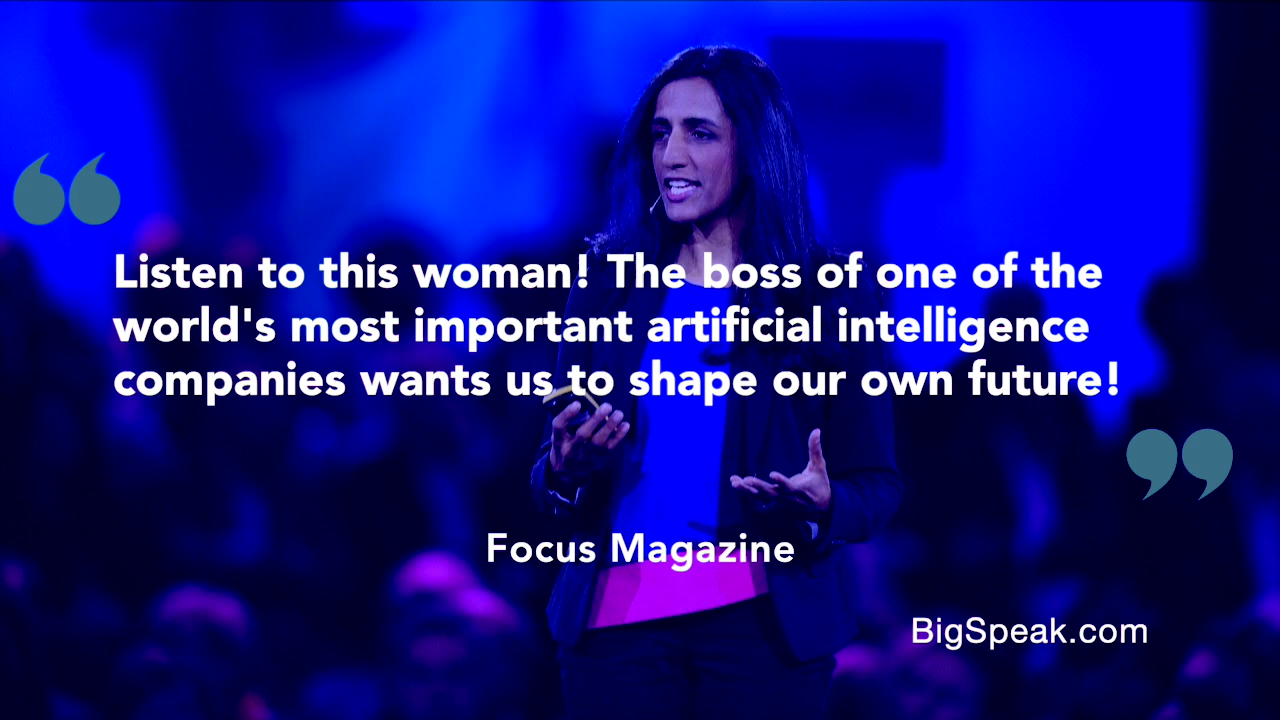 “
Listen to this woman! The boss of one of the
world's most important artificial intelligence
companies wants us to shape our own future!
”
Focus Magazine
BigSpeak.com